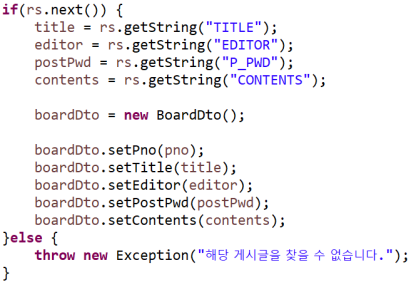 if(rs.next()) {
    title = rs.getString("TITLE");
    editor = rs.getString("EDITOR");
    postPwd = rs.getString("P_PWD");
    contents = rs.getString("CONTENTS");

    boardDto = new BoardDto();

    boardDto.setPno(pno);
    boardDto.setTitle(title);
    boardDto.setEditor(editor);
    boardDto.setPostPwd(postPwd);
    boardDto.setContents(contents);
}else {
    throw new Exception("해당 게시글을 찾을 수 없습니다.");
}